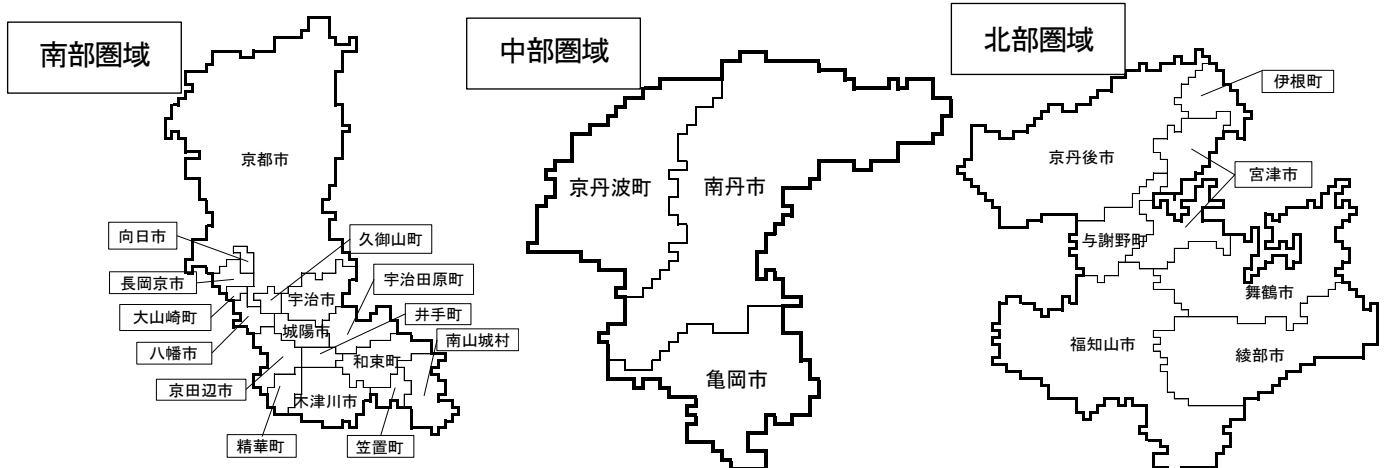 南部圏域
京都市
向日市
久御山町
長岡京市
宇治田原町
宇治市
大山崎町
井手町
城陽市
南山城村
八幡市
和束町
京田辺市
木津川市
精華町
笠置町
中部圏域
京丹波町
南丹市
亀岡市
北部圏域
伊根町
京丹後市
宮津市
与謝野町
舞鶴市
福知山市
綾部市